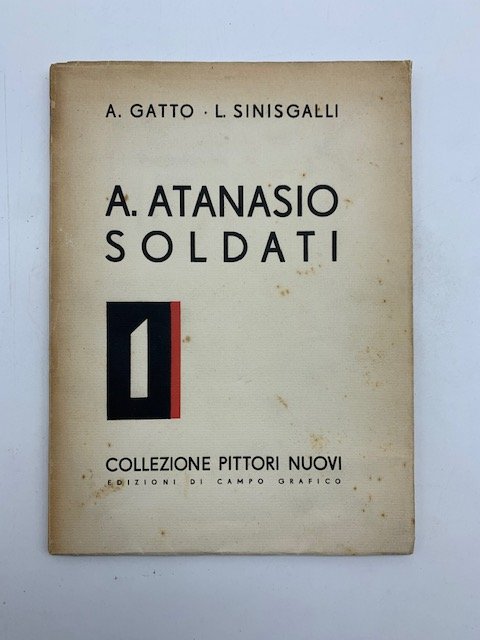 A. GATTO · L. SINISGALLI
A. ATANASIO
SOLDATI
1
COLLEZIONE PITTORI NUOVI
EDIZIONI DI CAMPO GRAFICO